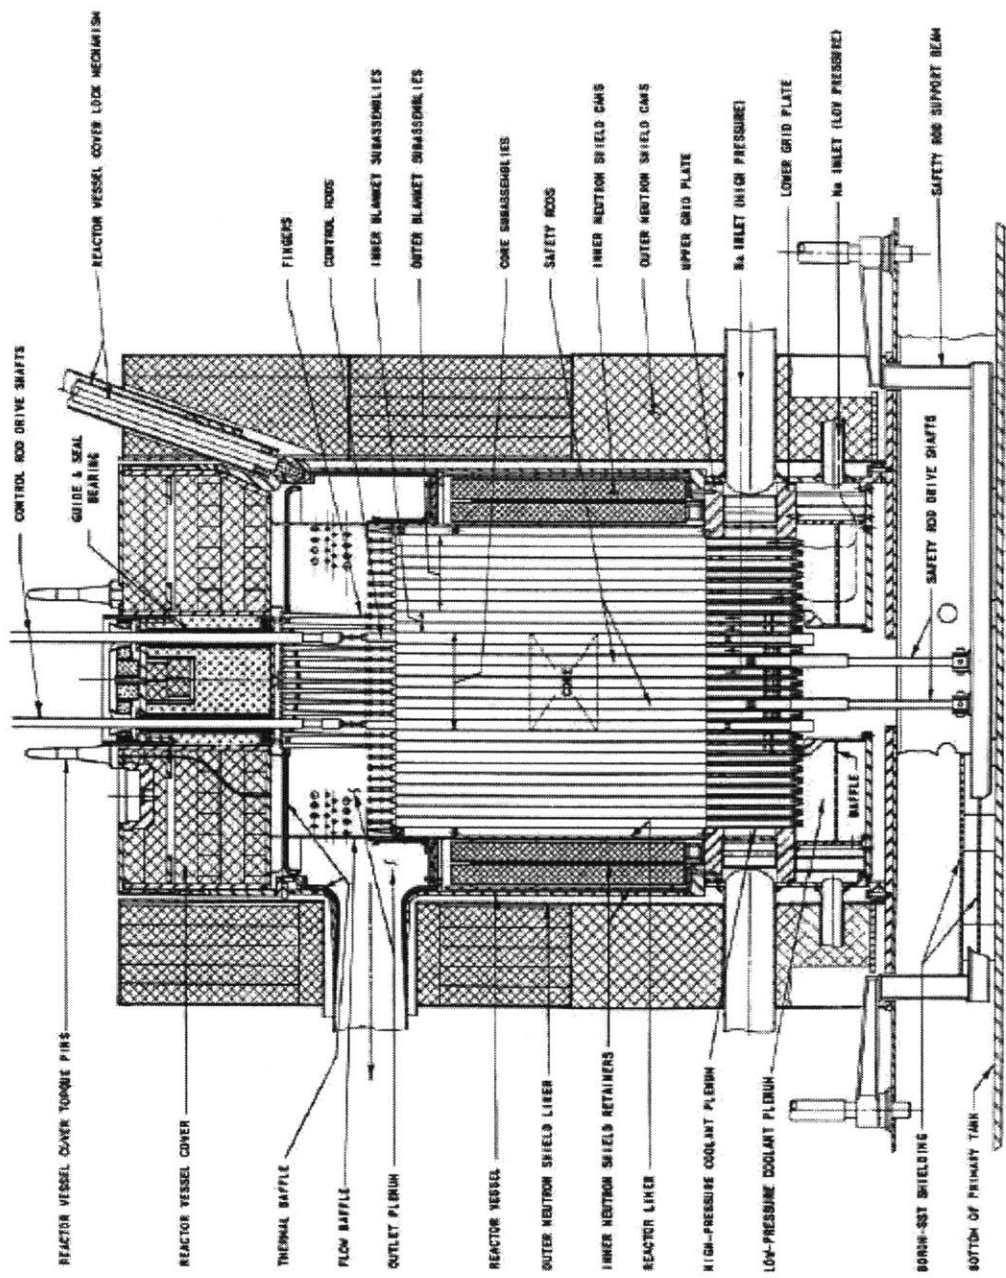 CONTROL ROD DRIVE SHAFTS
GUIDE & SEAL
BEARING
REACTOR VESSEL COVER LOCK MECHANISM
FINGERS
CONTROL RODS
INNER BLANKET SUBASSEMBLIES
OUTER BLANKET SUBASSEMBLIES
CORE SUBASSEMBLIES
SAFETY RODS
INNER NEUTRON SHIELD CANS
OUTER NEUTRON SHIELD CANS
UPPER GRID PLATE
Na INLET (HIGH PRESSURE)
LOWER GRID PLATE
Na INLET (LOW PRESSURE)
SAFETY ROD SUPPORT BEAM
SAFETY ROD DRIVE SHAFTS
CORE
BAFFLE
REACTOR VESSEL COVER TORQUE PINS
REACTOR VESSEL COVER
THERMAL BAFFLE
FLOW BAFFLE
OUTLET PLENUM
REACTOR VESSEL
OUTER NEUTRON SHIELD LINER
INNER NEUTRON SHIELD RETAINERS
REACTOR LINER
HIGH-PRESSURE COOLANT PLENUM
LOW-PRESSURE COOLANT PLENUM
BORON-SST SHIELDING
BOTTOM OF PRIMARY TANK